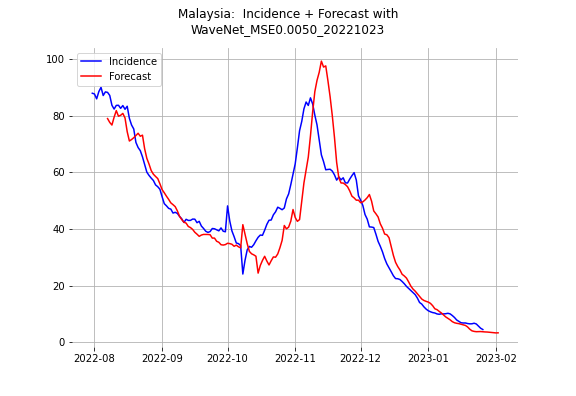 Malaysia:  Incidence + Forecast with
WaveNet_MSE0.0050_20221023
Incidence
Forecast
100
80
60
40
20
0
2022-08 2022-09 2022-10 2022-11 2022-12 2023-01 2023-02